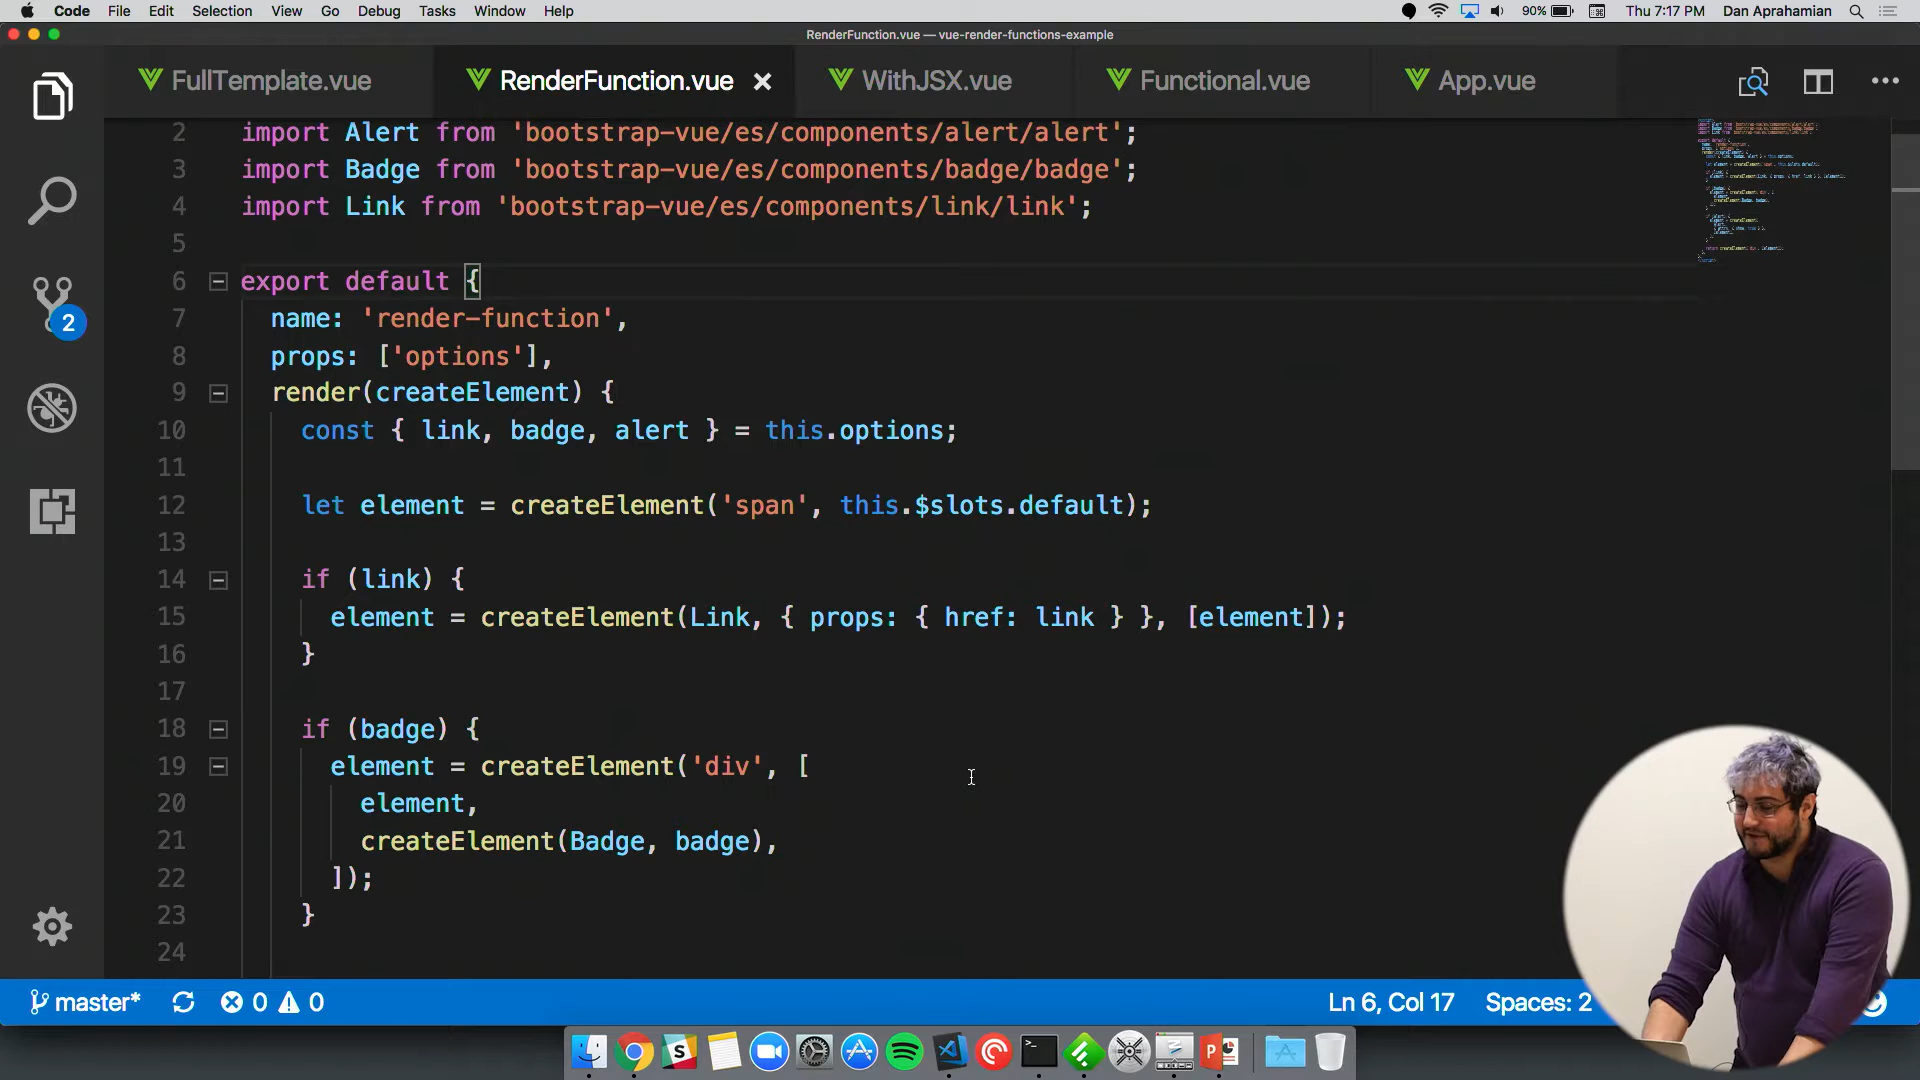 Code File Edit Selection View Go Debug Tasks Window Help 90% Thu 7:17 PM Dan Aprahamian
RenderFunction.vue — vue-render-functions-example
FullTemplate.vue RenderFunction.vue WithJSX.vue Functional.vue App.vue
2 import Alert from 'bootstrap-vue/es/components/alert/alert';
3 import Badge from 'bootstrap-vue/es/components/badge/badge';
4 import Link from 'bootstrap-vue/es/components/link/link';
5
6 export default {
7 name: 'render-function',
8 props: ['options'],
9 render(createElement) {
10 const { link, badge, alert } = this.options;
11
12 let element = createElement('span', this.$slots.default);
13
14 if (link) {
15 element = createElement(Link, { props: { href: link } }, [element]);
16 }
17
18 if (badge) {
19 element = createElement('div', [
20 element,
21 createElement(Badge, badge),
22 ]);
23 }
24
2
master* 0 0 Ln 6, Col 17 Spaces: 2